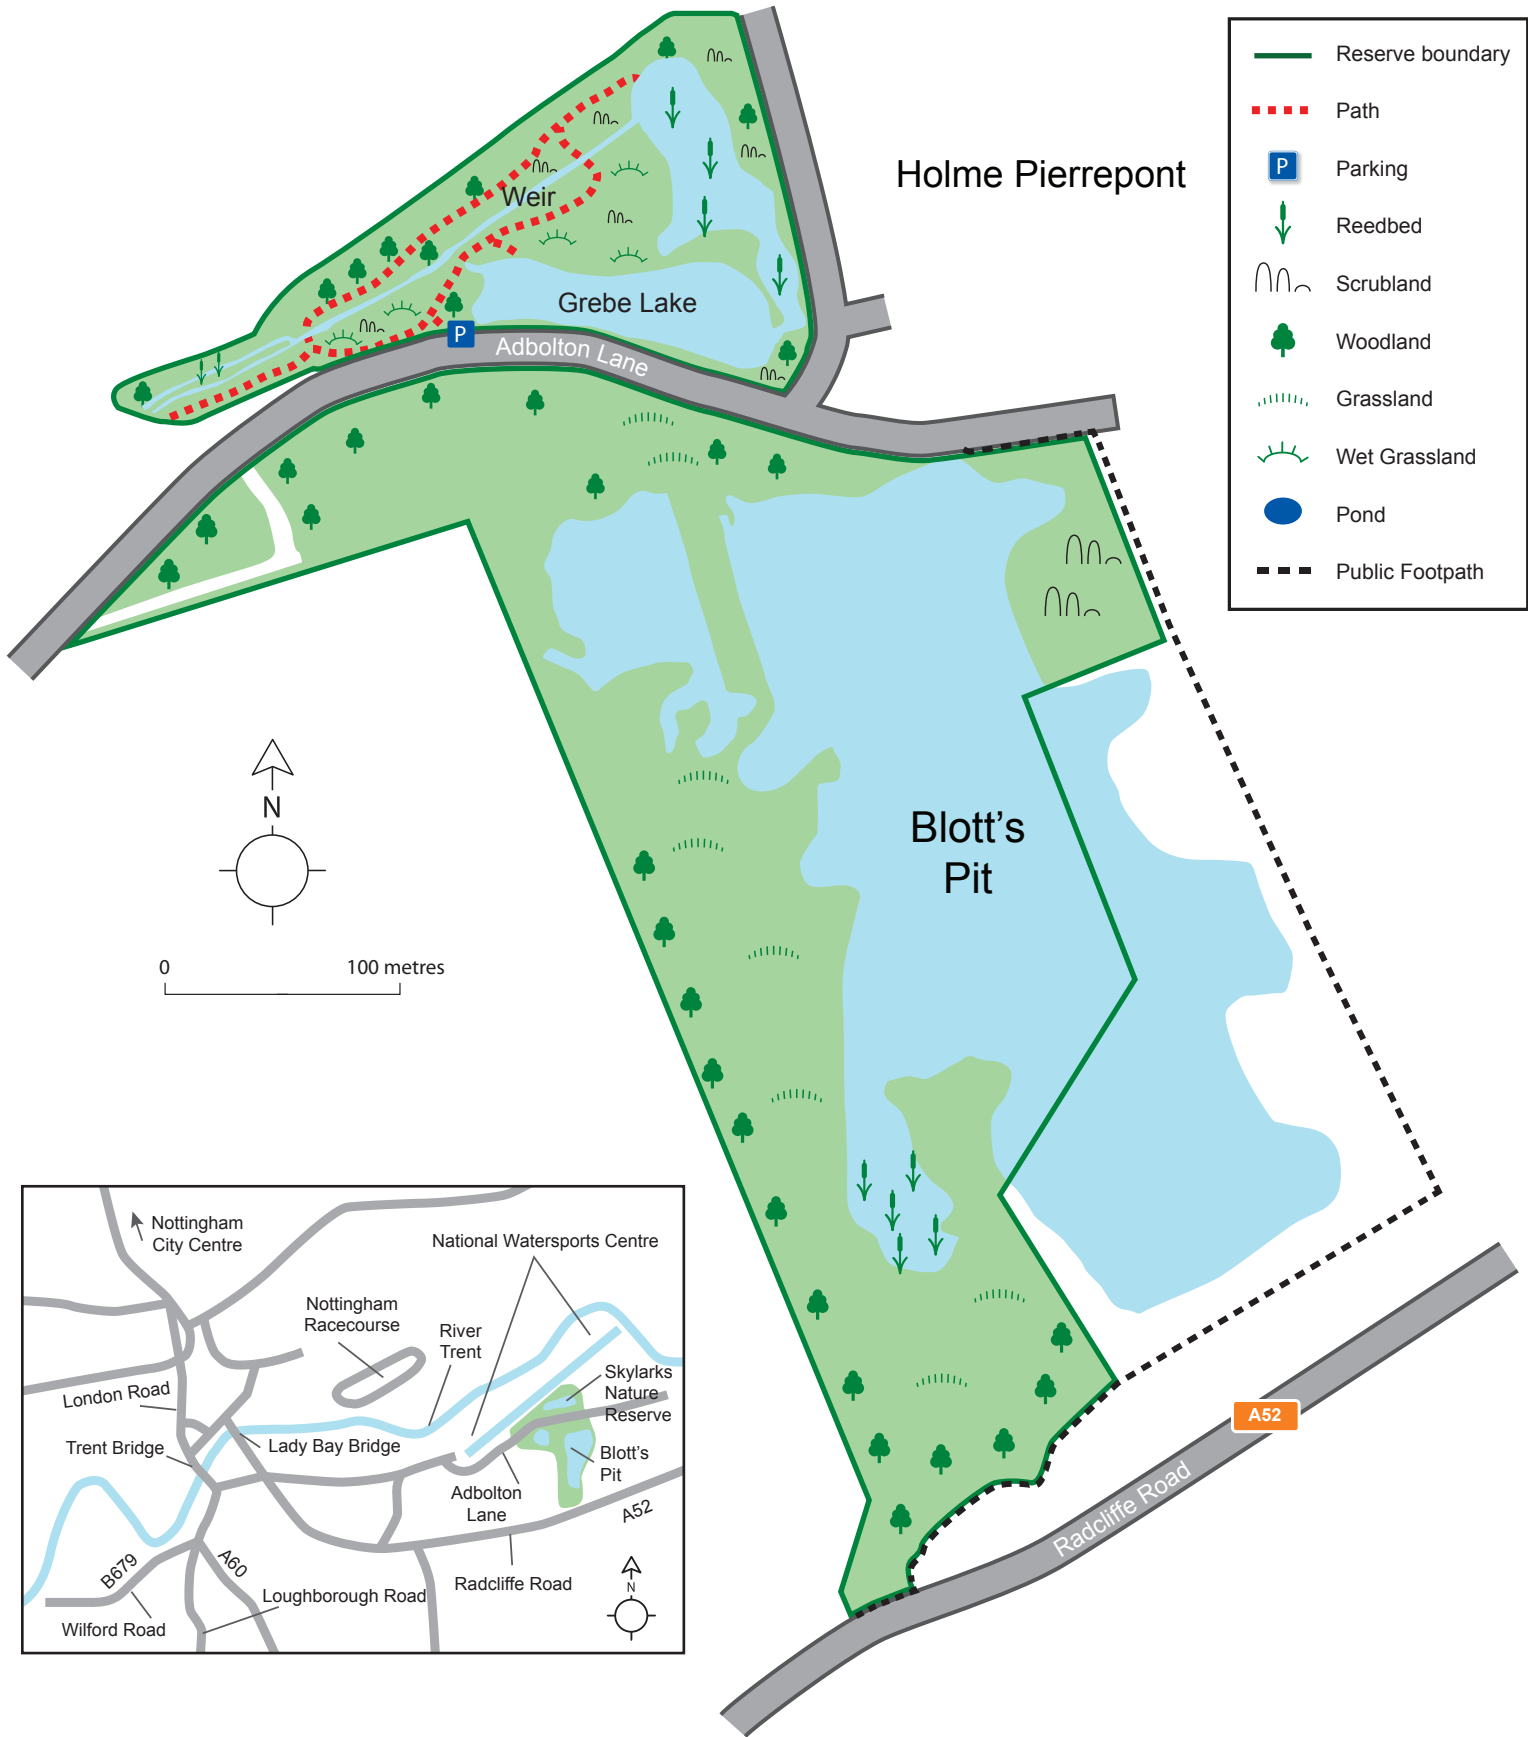 Holme Pierrepont
Weir
Grebe Lake
P
Adbolton Lane
Reserve boundary
Path
P
Parking
Reedbed
Scrubland
Woodland
Grassland
Wet Grassland
Pond
Public Footpath
N
0
100 metres
Blott's
Pit
A52
Radcliffe Road
Nottingham
City Centre
National Watersports Centre
Nottingham
Racecourse
River
Trent
Skylarks
Nature
Reserve
London Road
Trent Bridge
Lady Bay Bridge
Blott's
Pit
Adbolton
Lane
A52
B679
A60
Radcliffe Road
Loughborough Road
Wilford Road
N